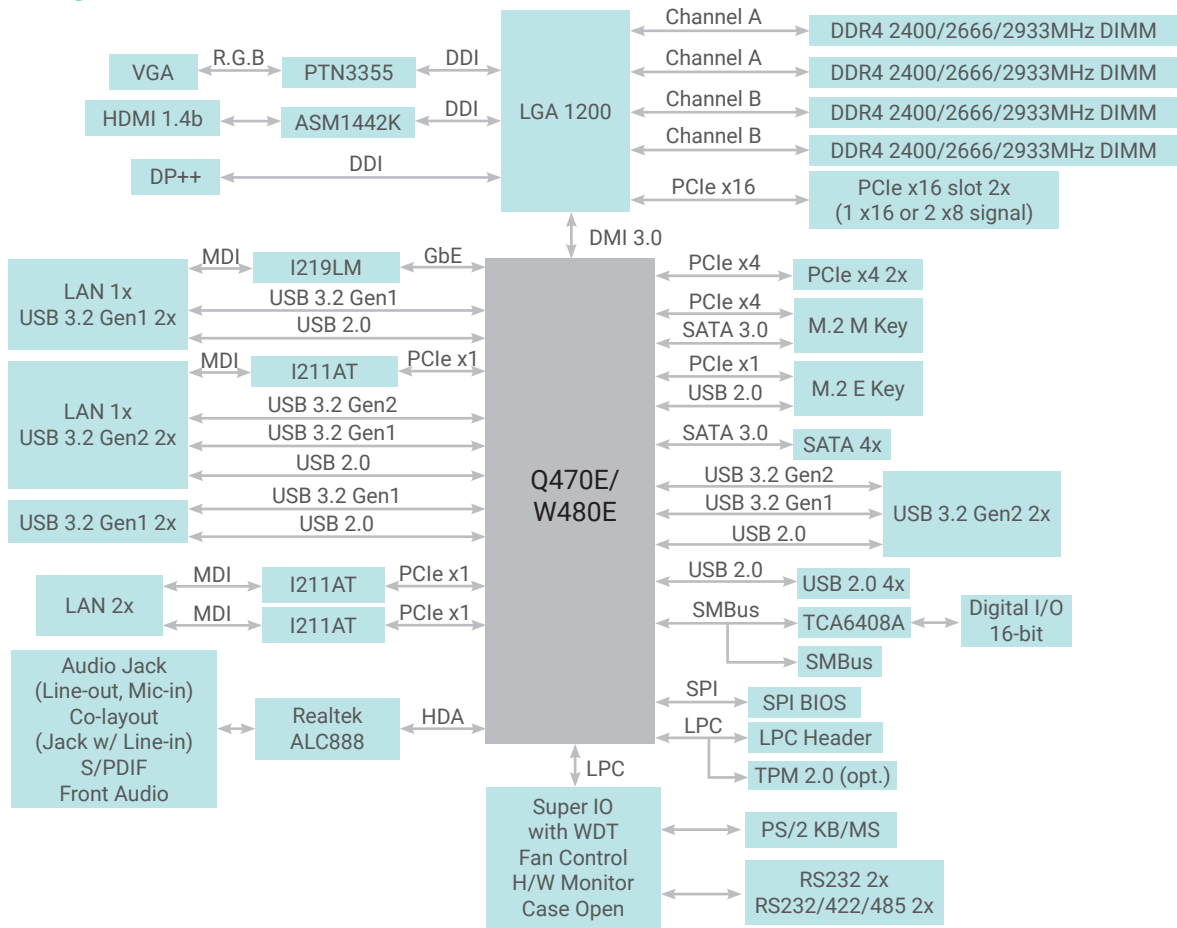 Channel A
DDR4 2400/2666/2933MHz DIMM
VGA
R.G.B
PTN3355
DDI
Channel A
DDR4 2400/2666/2933MHz DIMM
HDMI 1.4b
ASM1442K
DDI
LGA 1200
Channel B
DDR4 2400/2666/2933MHz DIMM
Channel B
DDR4 2400/2666/2933MHz DIMM
DP++
DDI
PCIe x16
PCIe x16 slot 2x
(1 x16 or 2 x8 signal)
DMI 3.0
LAN 1x
USB 3.2 Gen1 2x
MDI
I219LM
GbE
USB 3.2 Gen1
USB 2.0
LAN 1x
USB 3.2 Gen2 2x
MDI
I211AT
PCIe x1
USB 3.2 Gen2
USB 3.2 Gen1
USB 2.0
USB 3.2 Gen1 2x
USB 3.2 Gen1
USB 2.0
LAN 2x
MDI
I211AT
PCIe x1
MDI
I211AT
PCIe x1
Audio Jack
(Line-out, Mic-in)
Co-layout
(Jack w/ Line-in)
S/PDIF
Front Audio
Realtek
ALC888
HDA
Q470E/
W480E
PCIe x4
PCIe x4 2x
PCIe x4
SATA 3.0
M.2 M Key
PCIe x1
USB 2.0
M.2 E Key
SATA 3.0
SATA 4x
USB 3.2 Gen2
USB 3.2 Gen1
USB 2.0
USB 3.2 Gen2 2x
USB 2.0
USB 2.0 4x
SMBus
TCA6408A
Digital I/O
16-bit
SMBus
SPI
SPI BIOS
LPC
LPC Header
TPM 2.0 (opt.)
LPC
Super IO
with WDT
Fan Control
H/W Monitor
Case Open
PS/2 KB/MS
RS232 2x
RS232/422/485 2x